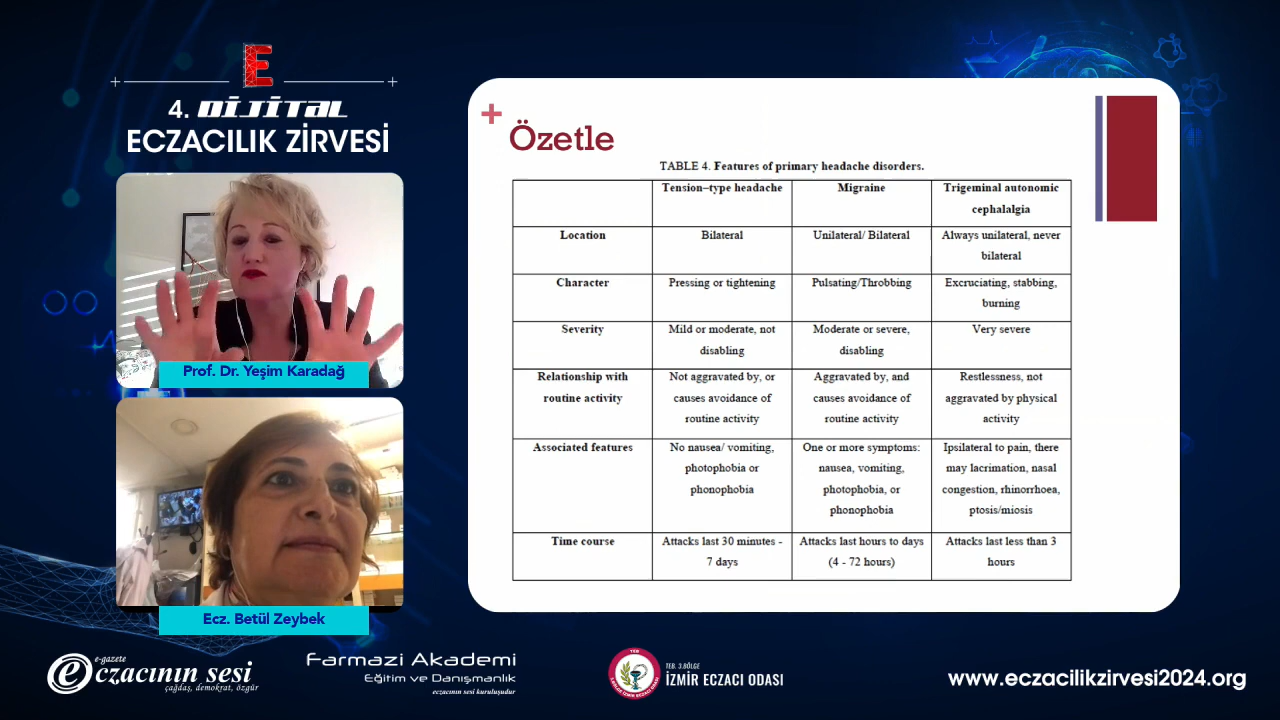 E
4. DİJİTAL
ECZACILIK ZİRVESİ
Prof. Dr. Yeşim Karadağ
Ecz. Betül Zeybek
+ Özetle
TABLE 4. Features of primary headache disorders.
Tension–type headache Migraine Trigeminal autonomic
cephalalgia
Location Bilateral Unilateral/ Bilateral Always unilateral, never
bilateral
Character Pressing or tightening Pulsating/Throbbing Excruciating, stabbing,
burning
Severity Mild or moderate, not Moderate or severe, Very severe
disabling disabling
Relationship with Not aggravated by, or Aggravated by, and Restlessness, not
routine activity causes avoidance of causes avoidance of aggravated by physical
routine activity routine activity activity
Associated features No nausea/ vomiting, One or more symptoms: Ipsilateral to pain, there
photophobia or nausea, vomiting, may lacrimation, nasal
phonophobia photophobia, or congestion, rhinorrhoea,
phonophobia ptosis/miosis
Time course Attacks last 30 minutes - Attacks last hours to days Attacks last less than 3
7 days (4 - 72 hours) hours
e-gazete
eczacının sesi
çağdaş, demokrat, özgür
Farmazi Akademi
Eğitim ve Danışmanlık
eczacının sesi kuruluşudur
TEB
TEB. 3.BÖLGE
İZMİR ECZACI ODASI
www.eczacilikzirvesi2024.org